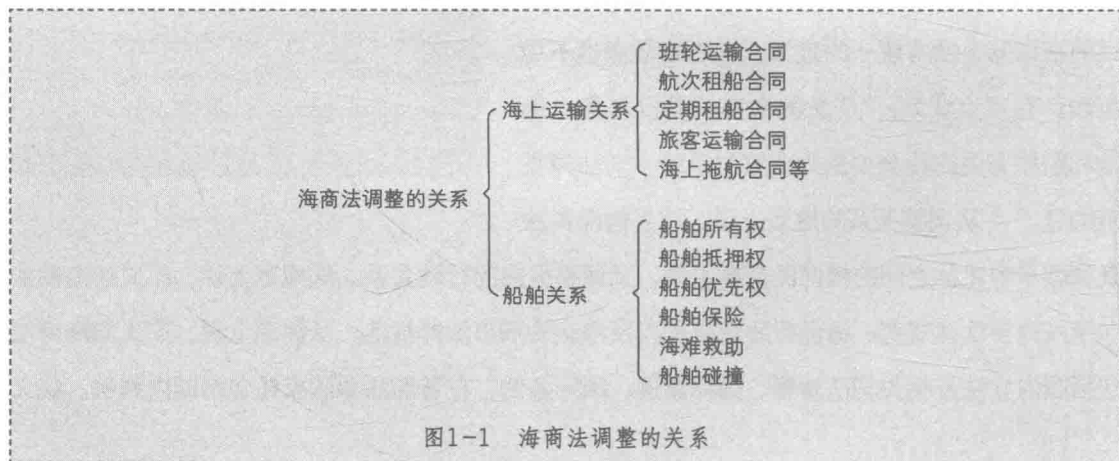 海商法调整的关系
海上运输关系
班轮运输合同
航次租船合同
定期租船合同
旅客运输合同
海上拖航合同等
船舶关系
船舶所有权
船舶抵押权
船舶优先权
船舶保险
海难救助
船舶碰撞
图1-1 海商法调整的关系